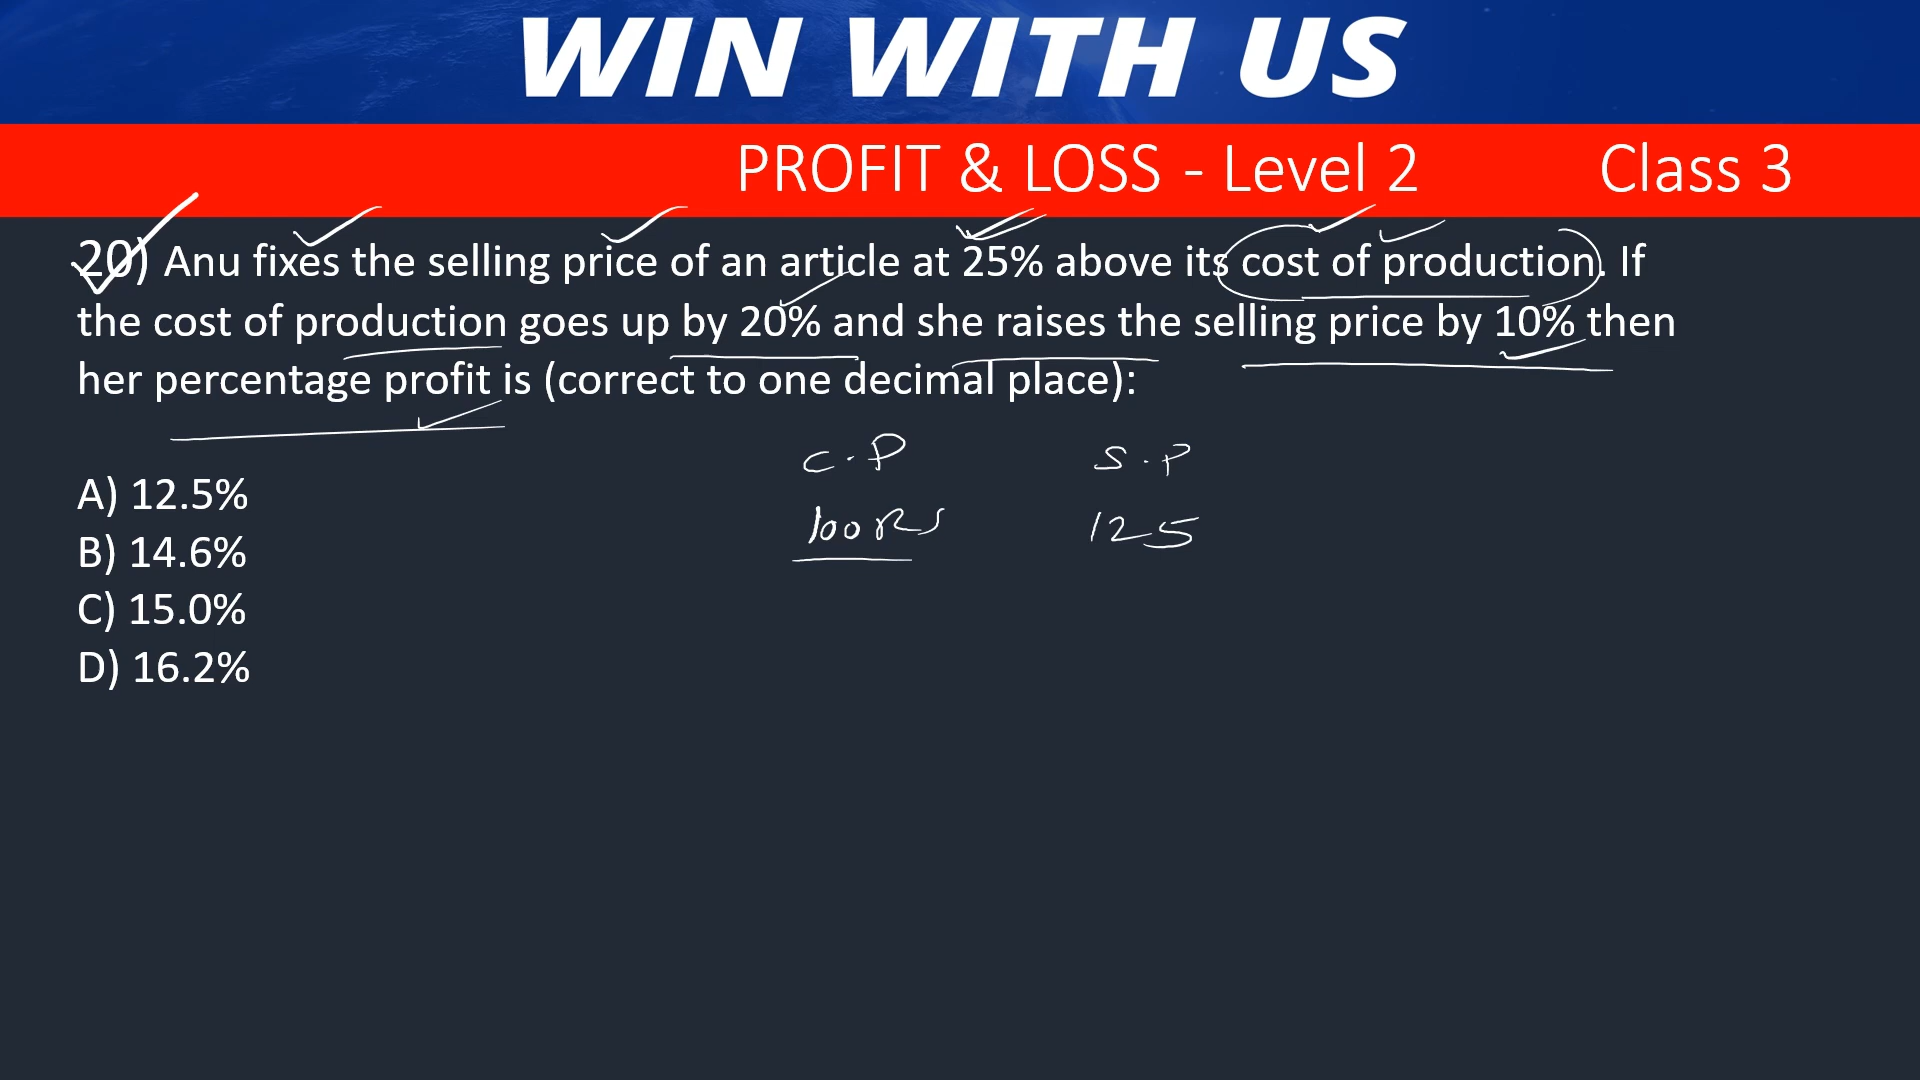 WIN WITH US
PROFIT & LOSS - Level 2 Class 3
20) Anu fixes the selling price of an article at 25% above its cost of production. If
the cost of production goes up by 20% and she raises the selling price by 10% then
her percentage profit is (correct to one decimal place):
C.P S.P
A) 12.5%
100 RS 125
B) 14.6%
C) 15.0%
D) 16.2%